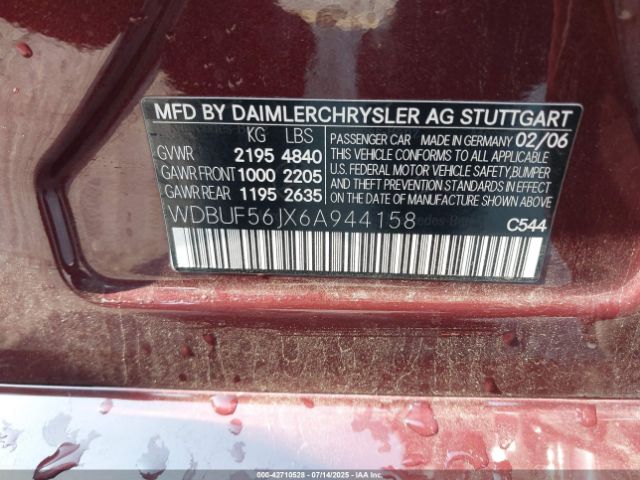 MFD BY DAIMLERCHRYSLER AG STUTTGART
KG LBS
GVWR 2195 4840
GAWR FRONT 1000 2205
GAWR REAR 1195 2635
PASSENGER CAR MADE IN GERMANY 02/06
THIS VEHICLE CONFORMS TO ALL APPLICABLE
U.S. FEDERAL MOTOR VEHICLE SAFETY,BUMPER
AND THEFT PREVENTION STANDARDS IN EFFECT
ON THE DATE OF MANUFACTURE SHOWN ABOVE
WDBUF56JX6A944158
C544
000-42710528 - 07/14/2025 - IAA Inc.